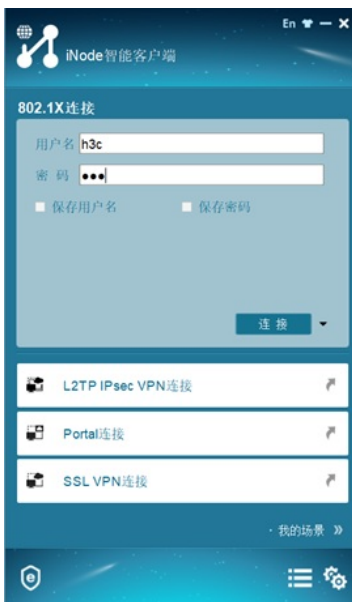 En
iNode智能客户端
802.1X连接
用户名 h3c
密 码 ●●●
保存用户名 保存密码
连 接
L2TP IPsec VPN连接
Portal连接
SSL VPN连接
· 我的场景 》
e